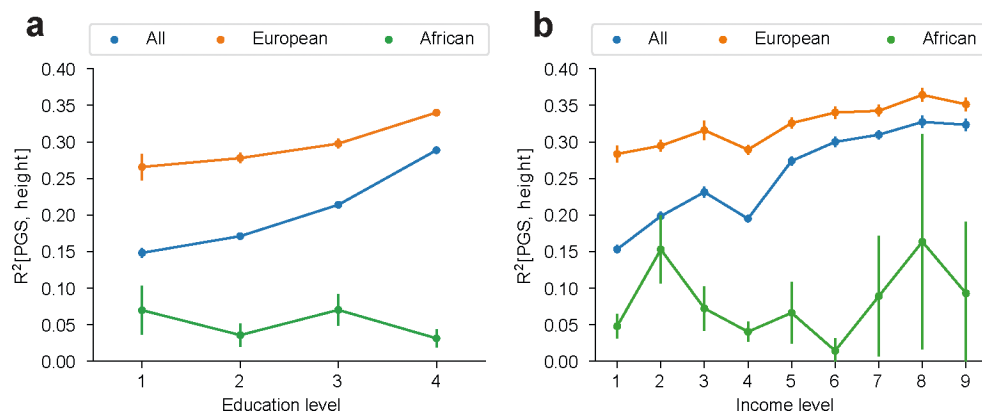 a
All European African
0.40
0.35
0.30
0.25
0.20
0.15
0.10
0.05
0.00
R²[PGS, height]
1 2 3 4
Education level
b
All European African
0.40
0.35
0.30
0.25
0.20
0.15
0.10
0.05
0.00
R²[PGS, height]
1 2 3 4 5 6 7 8 9
Income level